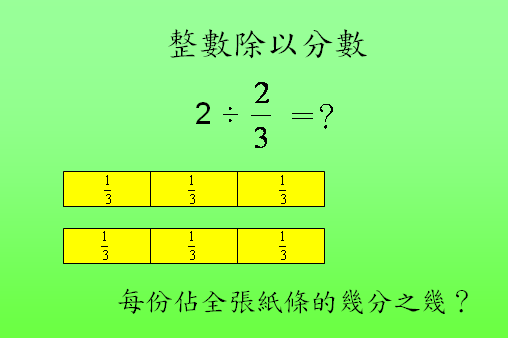 整數除以分數
2 ÷ 2/3 = ?
1/3 1/3 1/3
1/3 1/3 1/3
每份佔全張紙條的幾分之幾？